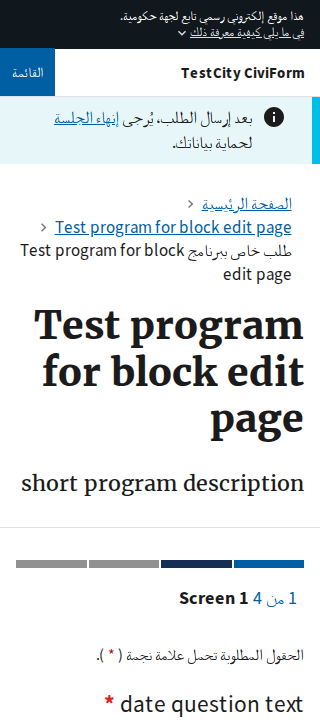 هذا موقع إلكتروني رسمي تابع لجهة حكومية.
في ما يلي كيفية معرفة ذلك
TestCity CiviForm
القائمة
بعد إرسال الطلب، يُرجى إنهاء الجلسة
لحماية بياناتك.
الصفحة الرئيسية
Test program for block edit page
طلب خاص ببرنامج Test program for block
edit page
Test program
for block edit
page
short program description
1 من 4 Screen 1
الحقول المطلوبة تحمل علامة نجمة ( * ).
date question text *